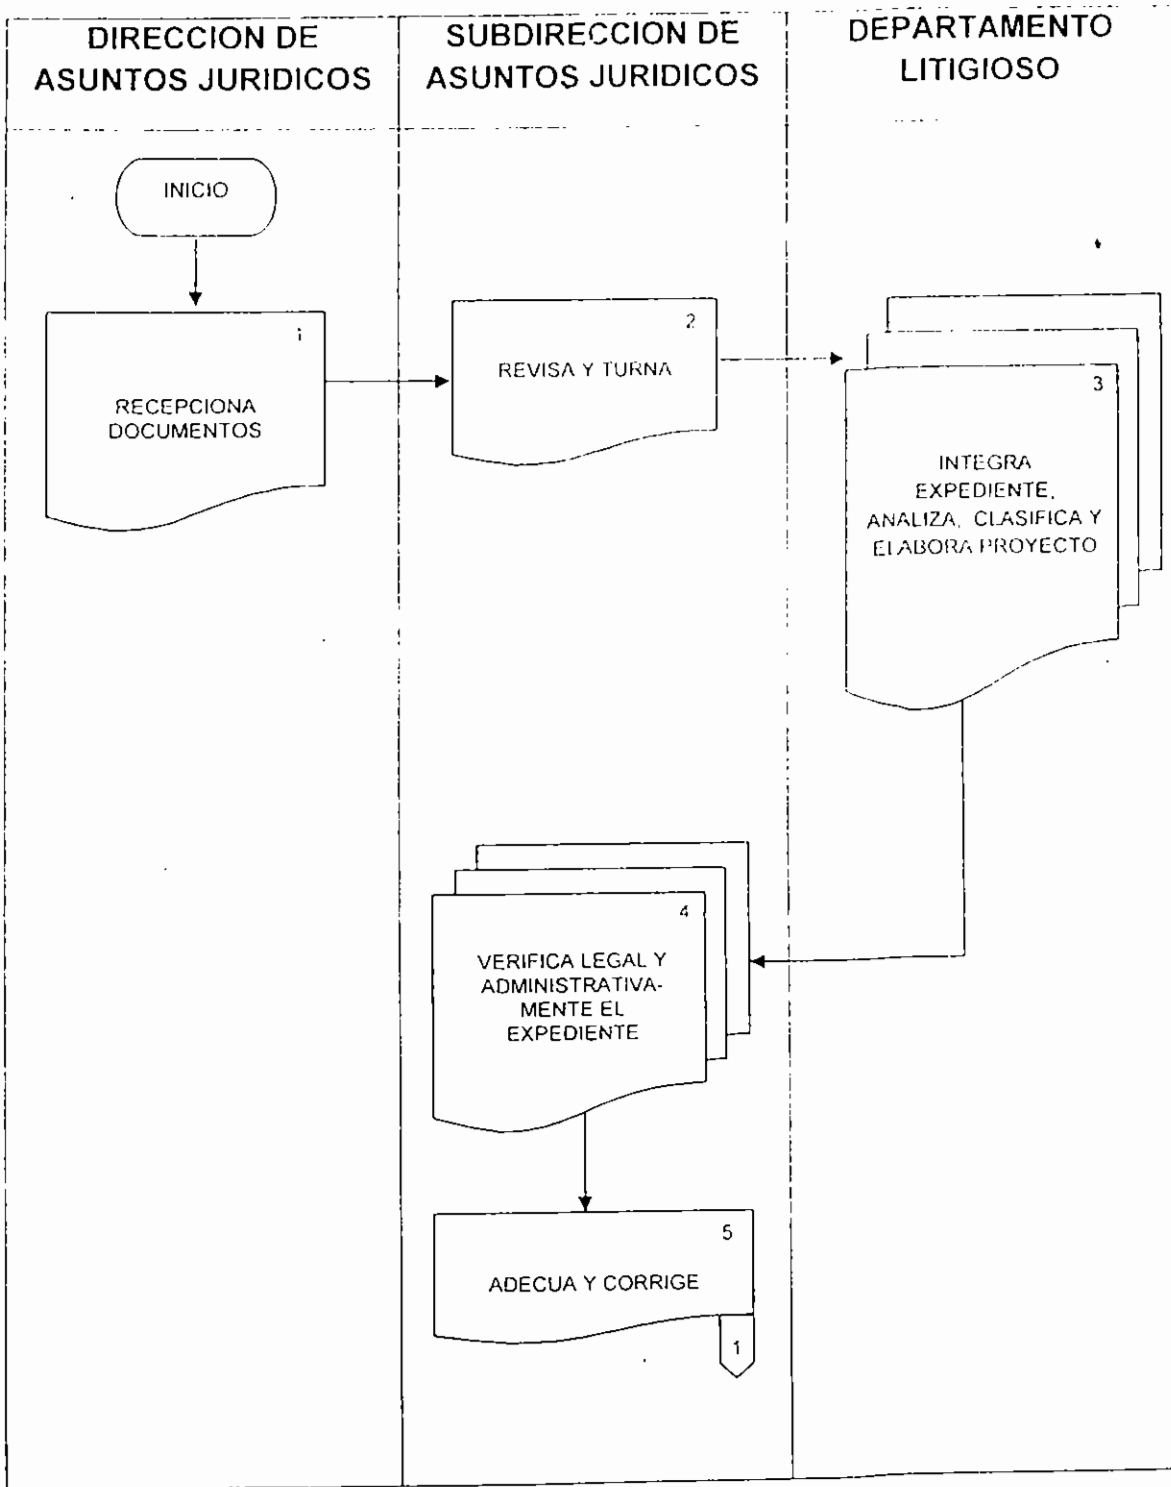 DIRECCION DE
ASUNTOS JURIDICOS
SUBDIRECCION DE
ASUNTOS JURIDICOS
DEPARTAMENTO
LITIGIOSO
INICIO
1
RECEPCIONA
DOCUMENTOS
2
REVISA Y TURNA
3
INTEGRA
EXPEDIENTE,
ANALIZA, CLASIFICA Y
ELABORA PROYECTO
4
VERIFICA LEGAL Y
ADMINISTRATIVA-
MENTE EL
EXPEDIENTE
5
ADECUA Y CORRIGE
1